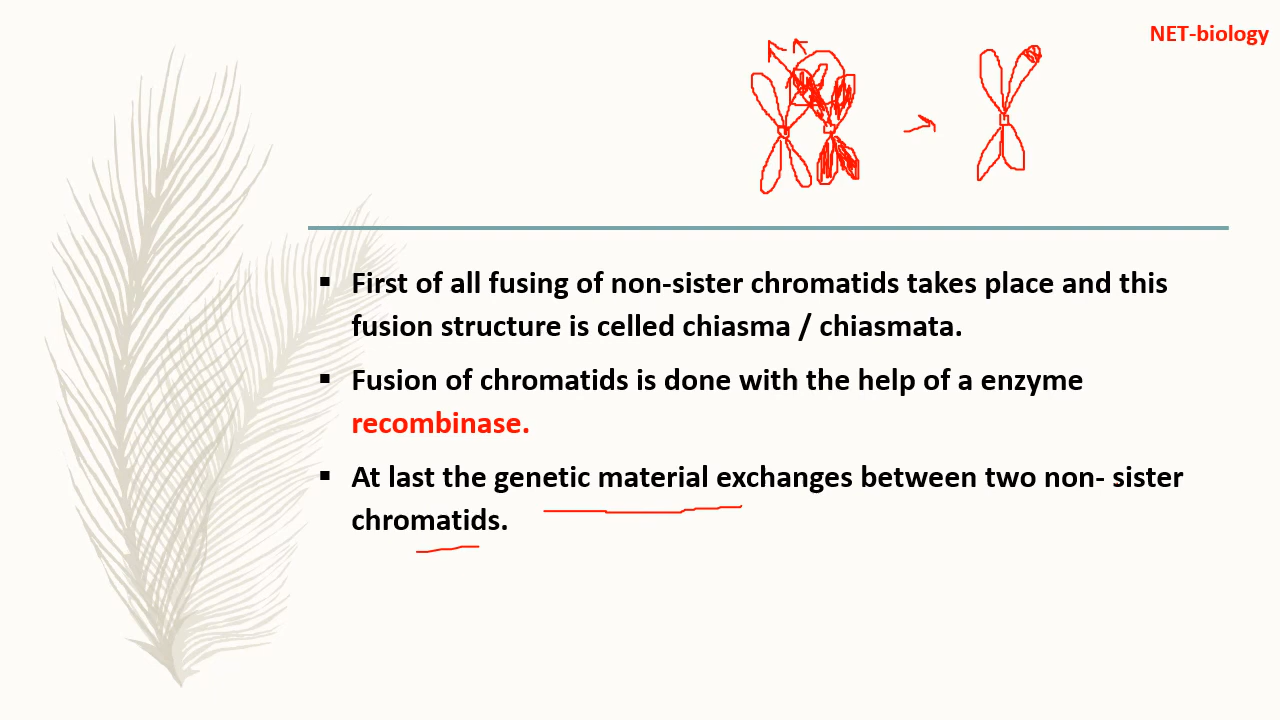 NET-biology
▪ First of all fusing of non-sister chromatids takes place and this
fusion structure is celled chiasma / chiasmata.
▪ Fusion of chromatids is done with the help of a enzyme
recombinase.
▪ At last the genetic material exchanges between two non- sister
chromatids.